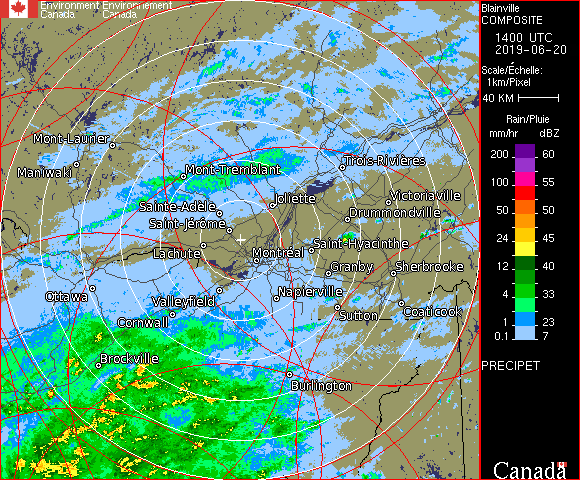 Environment Environnement
Canada Canada
Blainville
COMPOSITE
1400 UTC
2019-06-20
Scale/Échelle:
1km/Pixel
40 KM
Rain/Pluie
mm/hr dBZ
200 60
100 55
50 50
24 45
12 40
4 33
1 23
0.1 7
PRECIPET
Mont-Laurier
Maniwaki
Mont-Tremblant
Trois-Rivières
Sainte-Adèle
Joliette
Victoriaville
Saint-Jérôme
Drummondville
Lachute
Montréal
Saint-Hyacinthe
Granby
Sherbrooke
Ottawa
Valleyfield
Napierville
Cornwall
Sutton
Coaticook
Brockville
Burlington
Canada